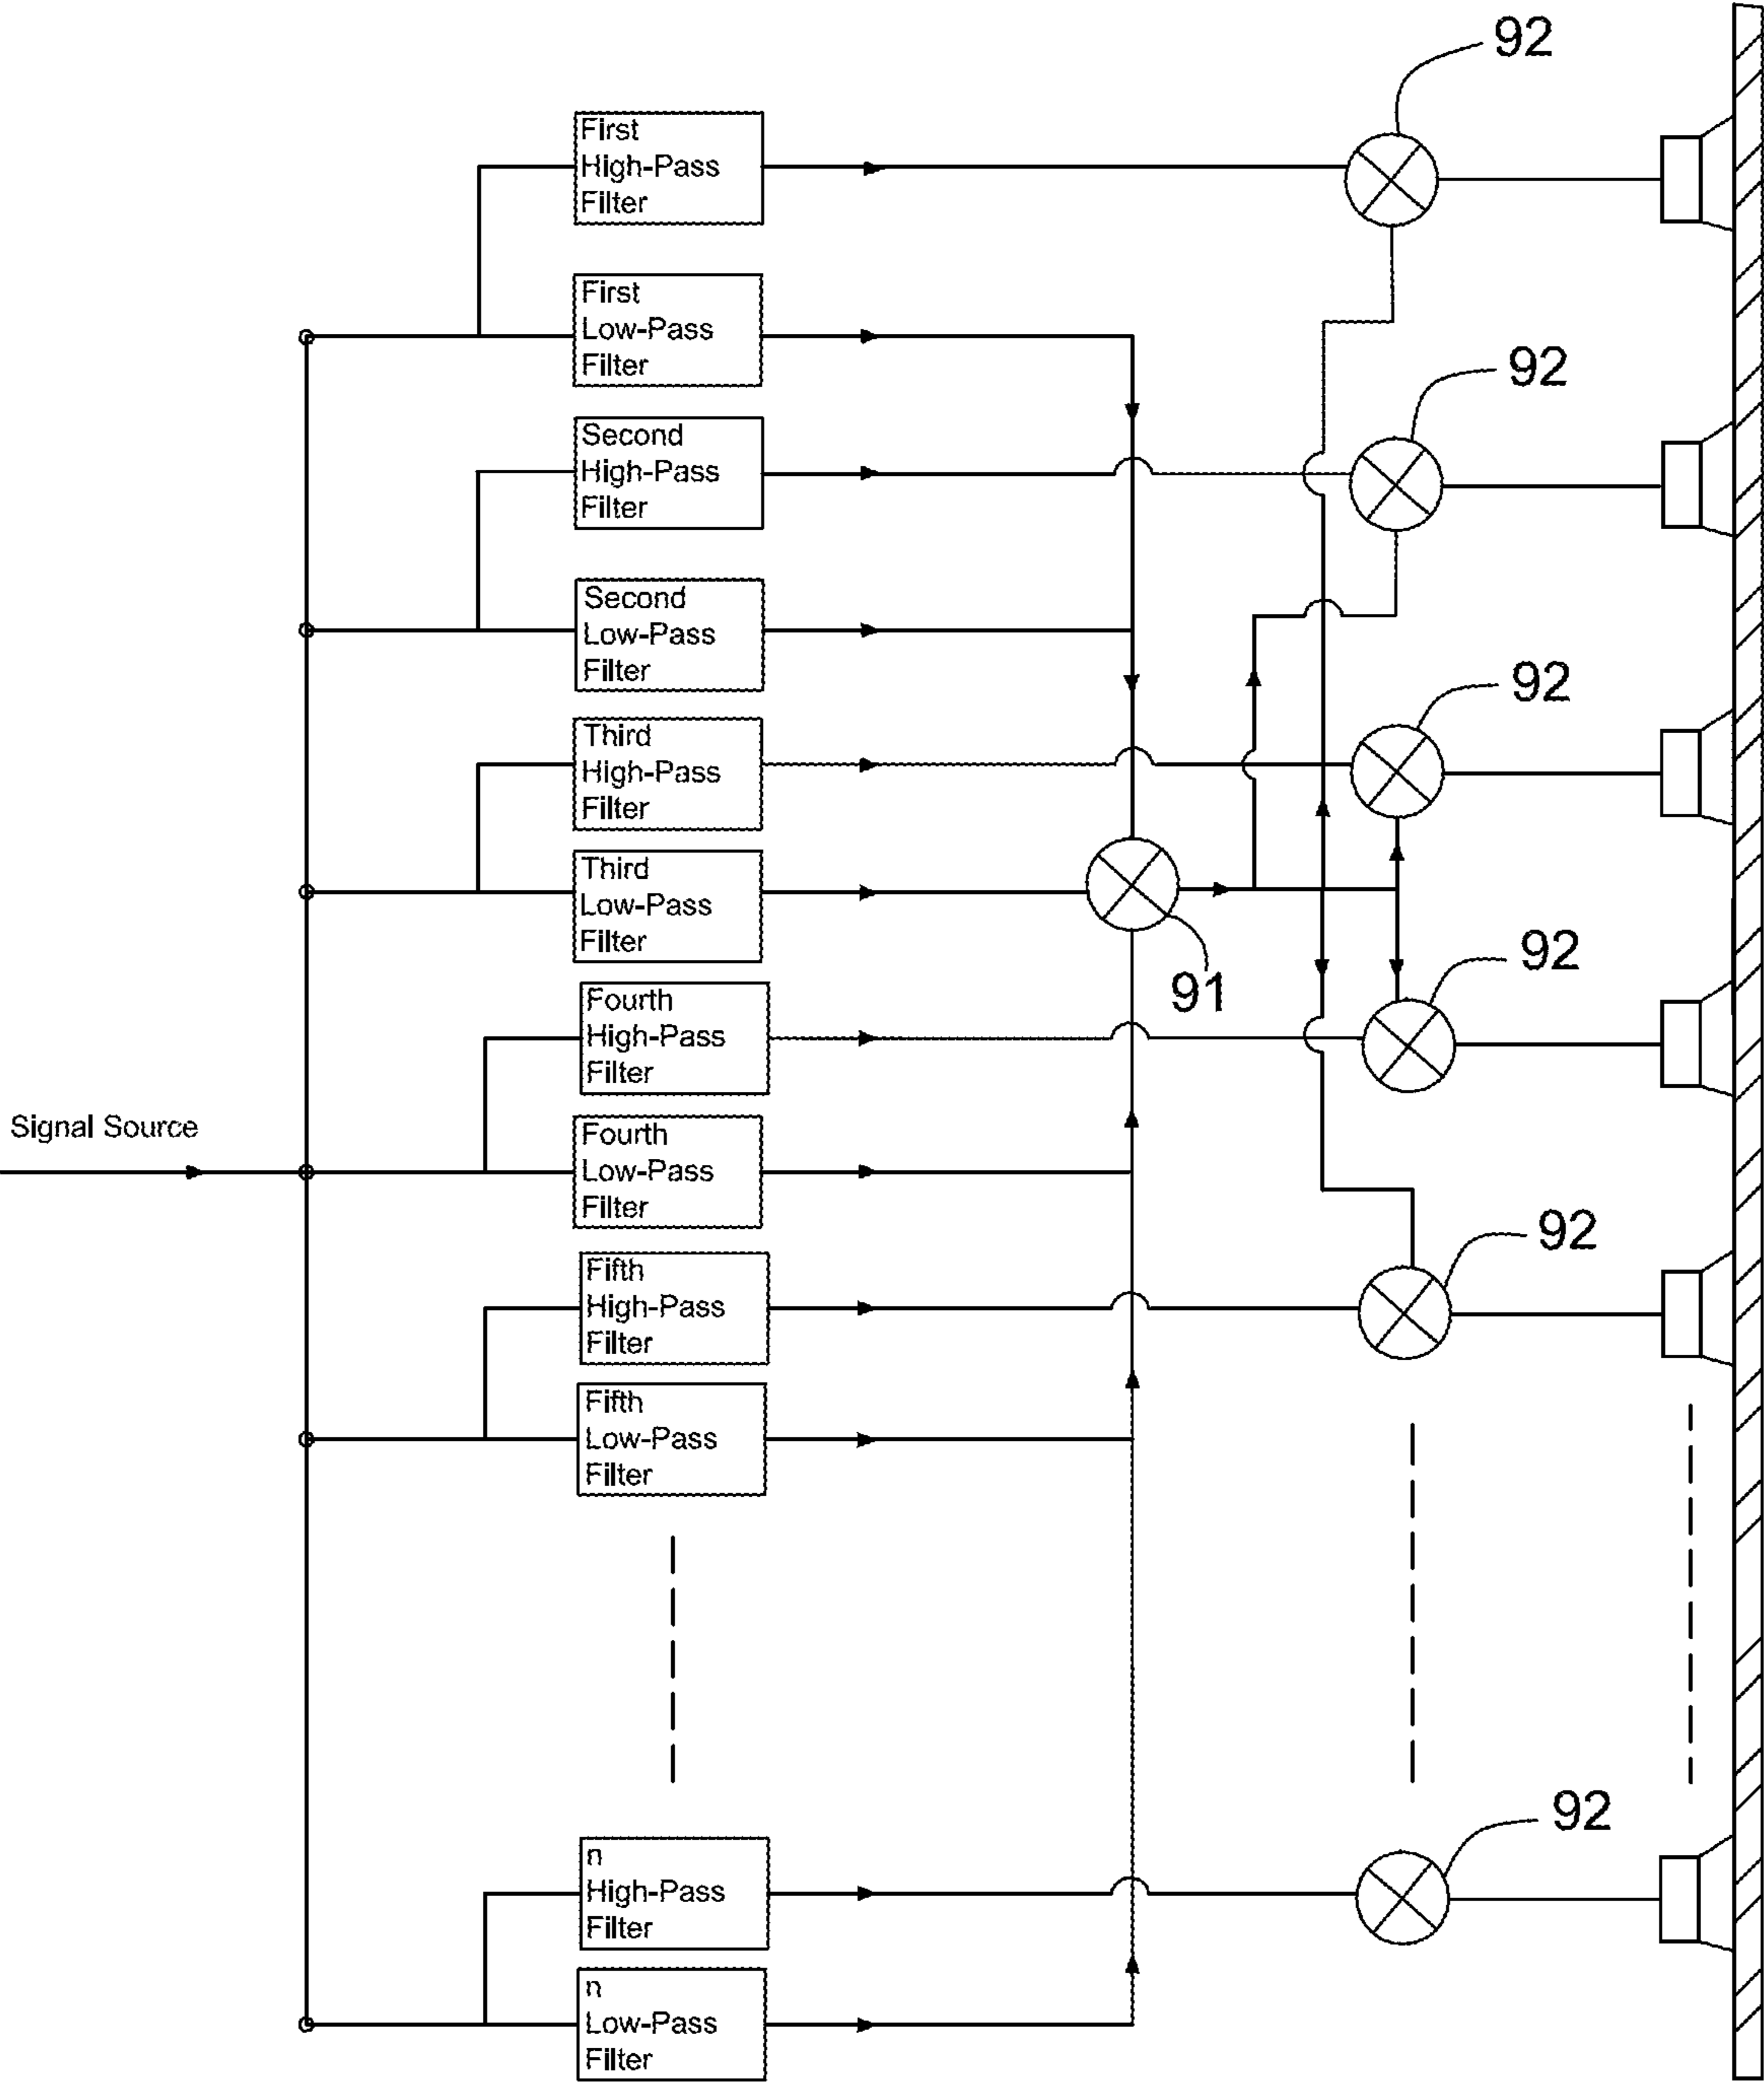 92
First
High-Pass
Filter
First
Low-Pass
Filter
92
Second
High-Pass
Filter
Second
Low-Pass
Filter
92
Third
High-Pass
Filter
Third
Low-Pass
Filter
92
91
Fourth
High-Pass
Filter
Signal Source
Fourth
Low-Pass
Filter
92
Fifth
High-Pass
Filter
Fifth
Low-Pass
Filter
92
n
High-Pass
Filter
n
Low-Pass
Filter